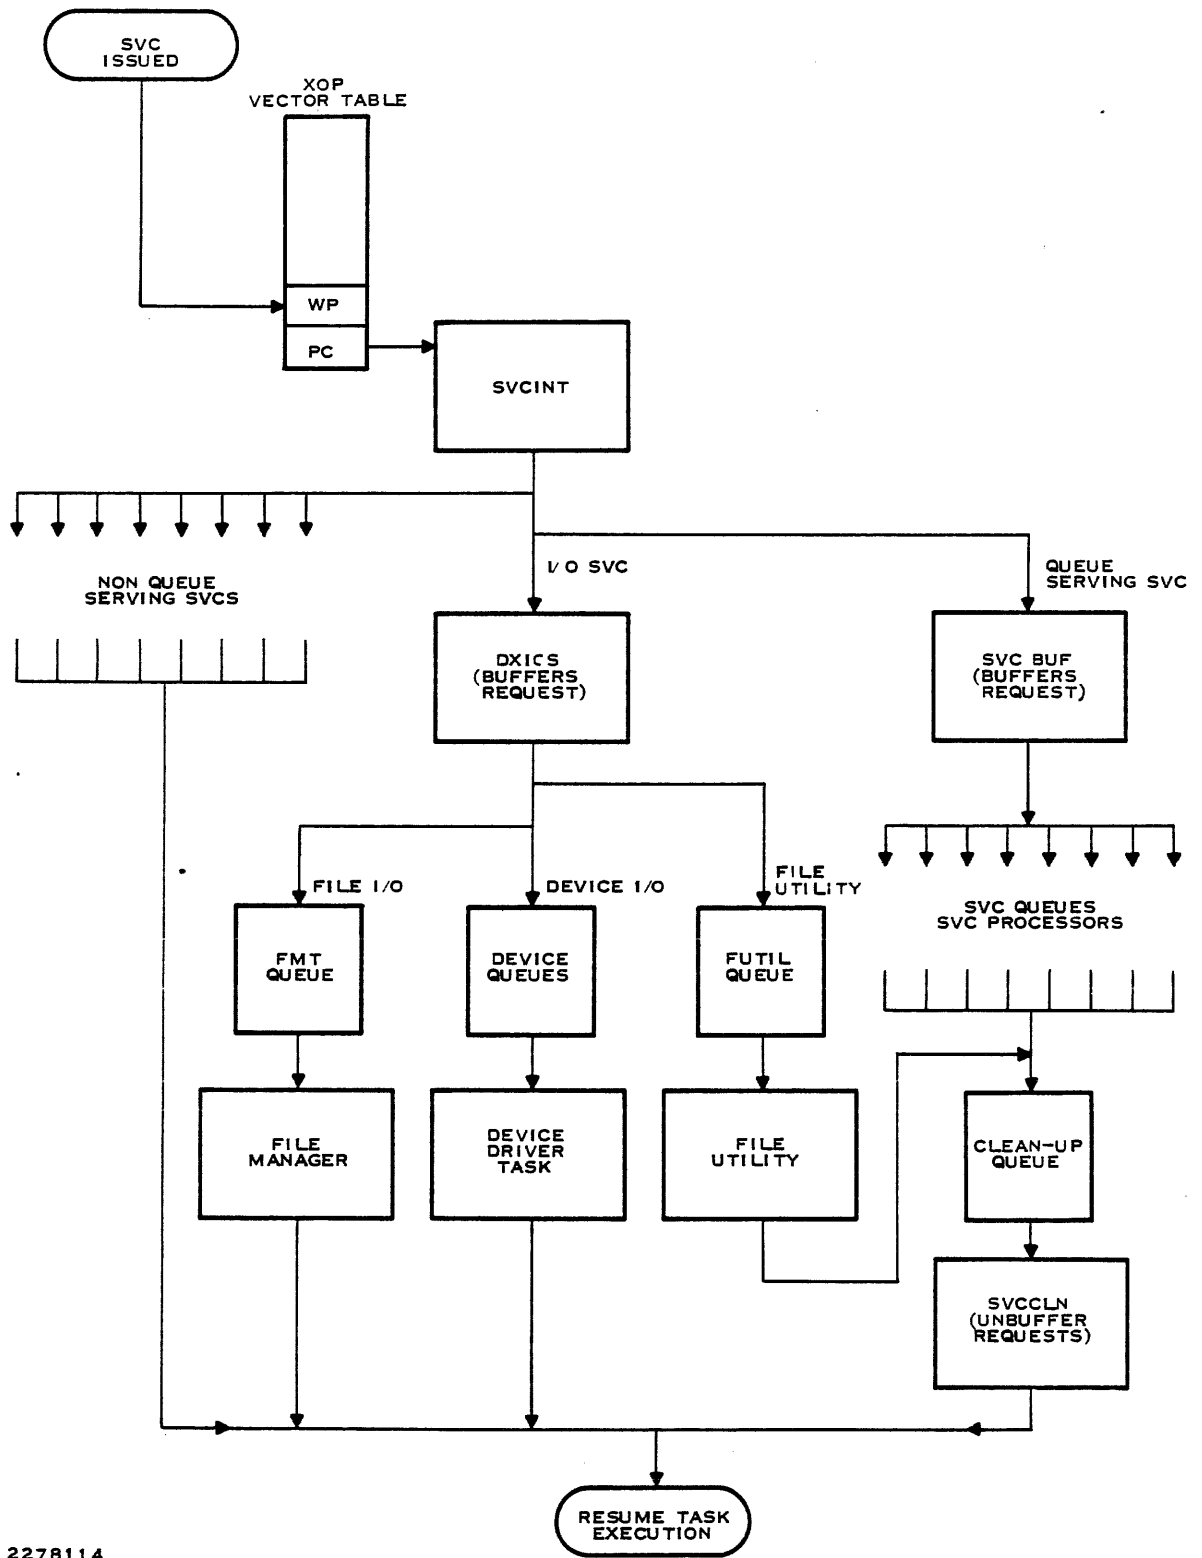 SVC
ISSUED
XOP
VECTOR TABLE
WP
PC
SVCINT
I/O SVC
QUEUE
SERVING SVC
NON QUEUE
SERVING SVCS
DXICS
(BUFFERS
REQUEST)
SVC BUF
(BUFFERS
REQUEST)
FILE I/O
DEVICE I/O
FILE
UTILITY
SVC QUEUES
SVC PROCESSORS
FMT
QUEUE
DEVICE
QUEUES
FUTIL
QUEUE
FILE
MANAGER
DEVICE
DRIVER
TASK
FILE
UTILITY
CLEAN-UP
QUEUE
SVCCLN
(UNBUFFER
REQUESTS)
RESUME TASK
EXECUTION
2278114